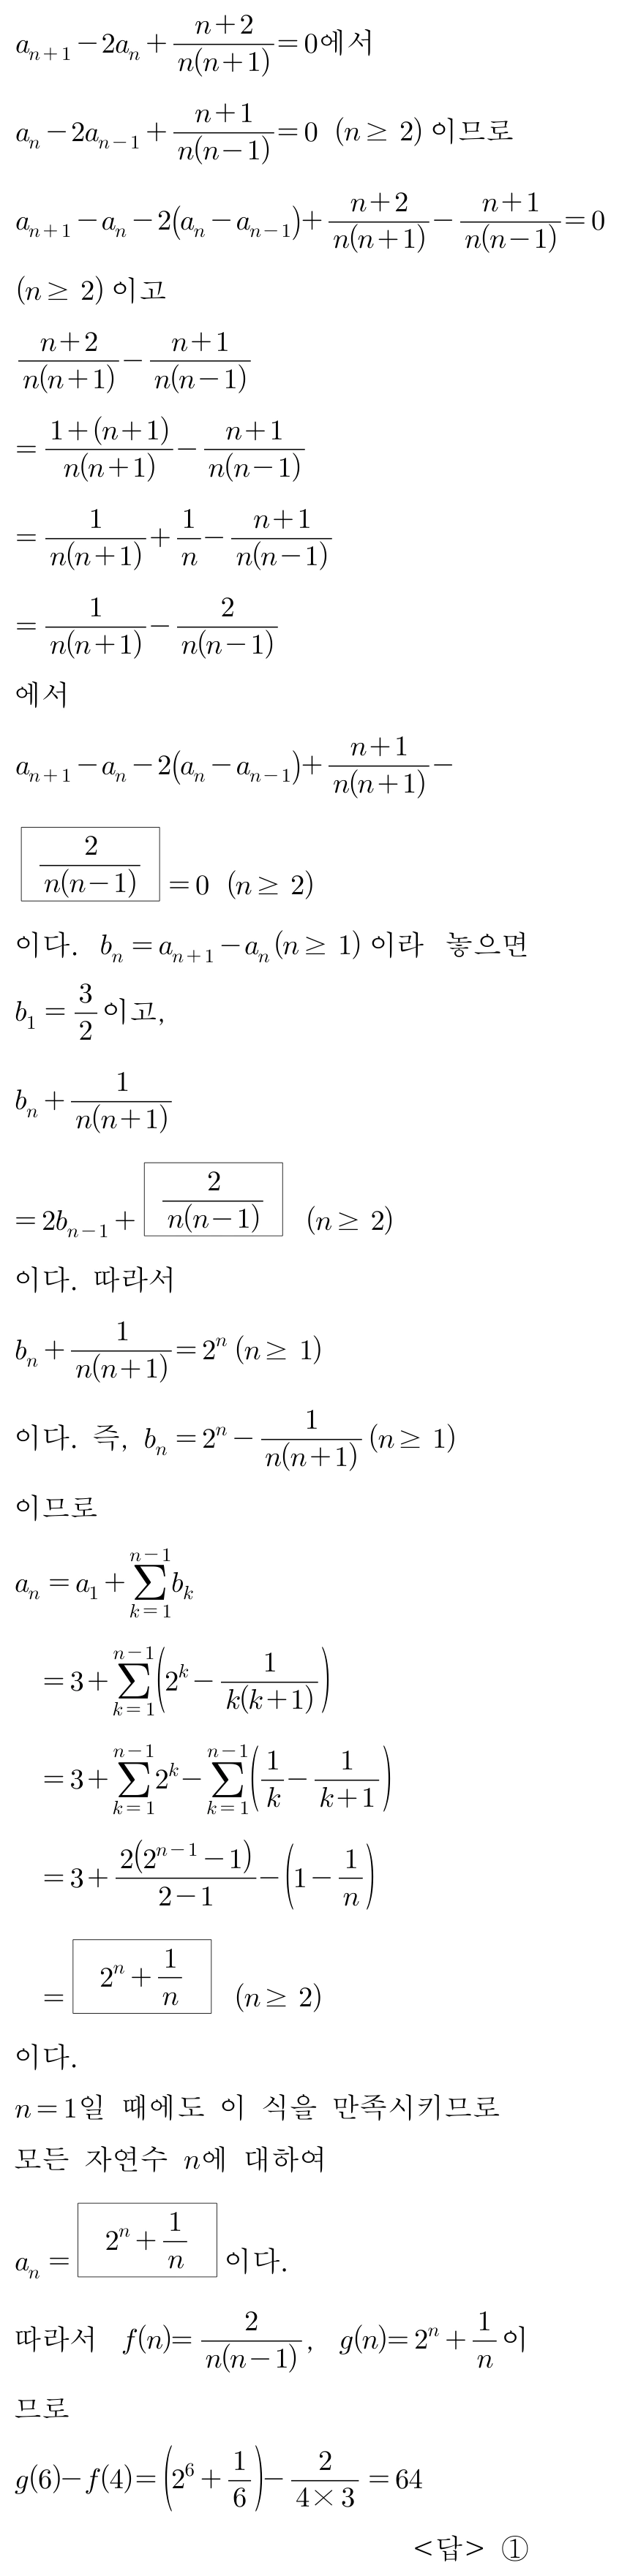 $a_{n+1}-2a_n+\frac{n+2}{n(n+1)}=0$에서
$a_n-2a_{n-1}+\frac{n+1}{n(n-1)}=0$ $(n\geq 2)$ 이므로
$a_{n+1}-a_n-2(a_n-a_{n-1})+\frac{n+2}{n(n+1)}-\frac{n+1}{n(n-1)}=0$
$(n\geq 2)$ 이고
$\frac{n+2}{n(n+1)}-\frac{n+1}{n(n-1)}$
$=\frac{1+(n+1)}{n(n+1)}-\frac{n+1}{n(n-1)}$
$=\frac{1}{n(n+1)}+\frac{1}{n}-\frac{n+1}{n(n-1)}$
$=\frac{1}{n(n+1)}-\frac{2}{n(n-1)}$
에서
$a_{n+1}-a_n-2(a_n-a_{n-1})+\frac{n+1}{n(n+1)}-$
$\boxed{\frac{2}{n(n-1)}}=0$ $(n\geq 2)$
이다. $b_n=a_{n+1}-a_n(n\geq 1)$ 이라 놓으면
$b_1=\frac{3}{2}$이고,
$b_n+\frac{1}{n(n+1)}$
$=2b_{n-1}+\boxed{\frac{2}{n(n-1)}}$ $(n\geq 2)$
이다. 따라서
$b_n+\frac{1}{n(n+1)}=2^n$ $(n\geq 1)$
이다. 즉, $b_n=2^n-\frac{1}{n(n+1)}$ $(n\geq 1)$
이므로
$a_n=a_1+\sum_{k=1}^{n-1}b_k$
$=3+\sum_{k=1}^{n-1}\left(2^k-\frac{1}{k(k+1)}\right)$
$=3+\sum_{k=1}^{n-1}2^k-\sum_{k=1}^{n-1}\left(\frac{1}{k}-\frac{1}{k+1}\right)$
$=3+\frac{2(2^{n-1}-1)}{2-1}-\left(1-\frac{1}{n}\right)$
$=\boxed{2^n+\frac{1}{n}}$ $(n\geq 2)$
이다.
$n=1$일 때에도 이 식을 만족시키므로
모든 자연수 $n$에 대하여
$a_n=\boxed{2^n+\frac{1}{n}}$ 이다.
따라서 $f(n)=\frac{2}{n(n-1)}$, $g(n)=2^n+\frac{1}{n}$이
므로
$g(6)-f(4)=\left(2^6+\frac{1}{6}\right)-\frac{2}{4\times 3}=64$
<답> ①